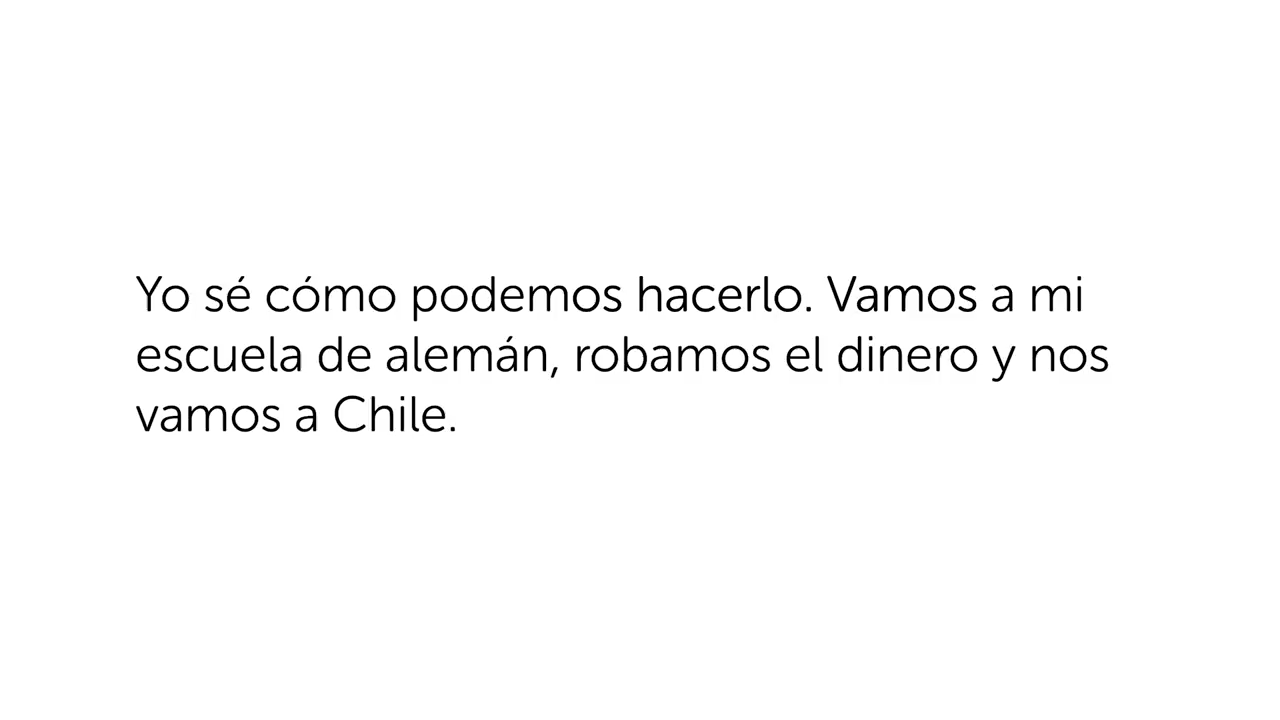 Yo sé cómo podemos hacerlo. Vamos a mi
escuela de alemán, robamos el dinero y nos
vamos a Chile.